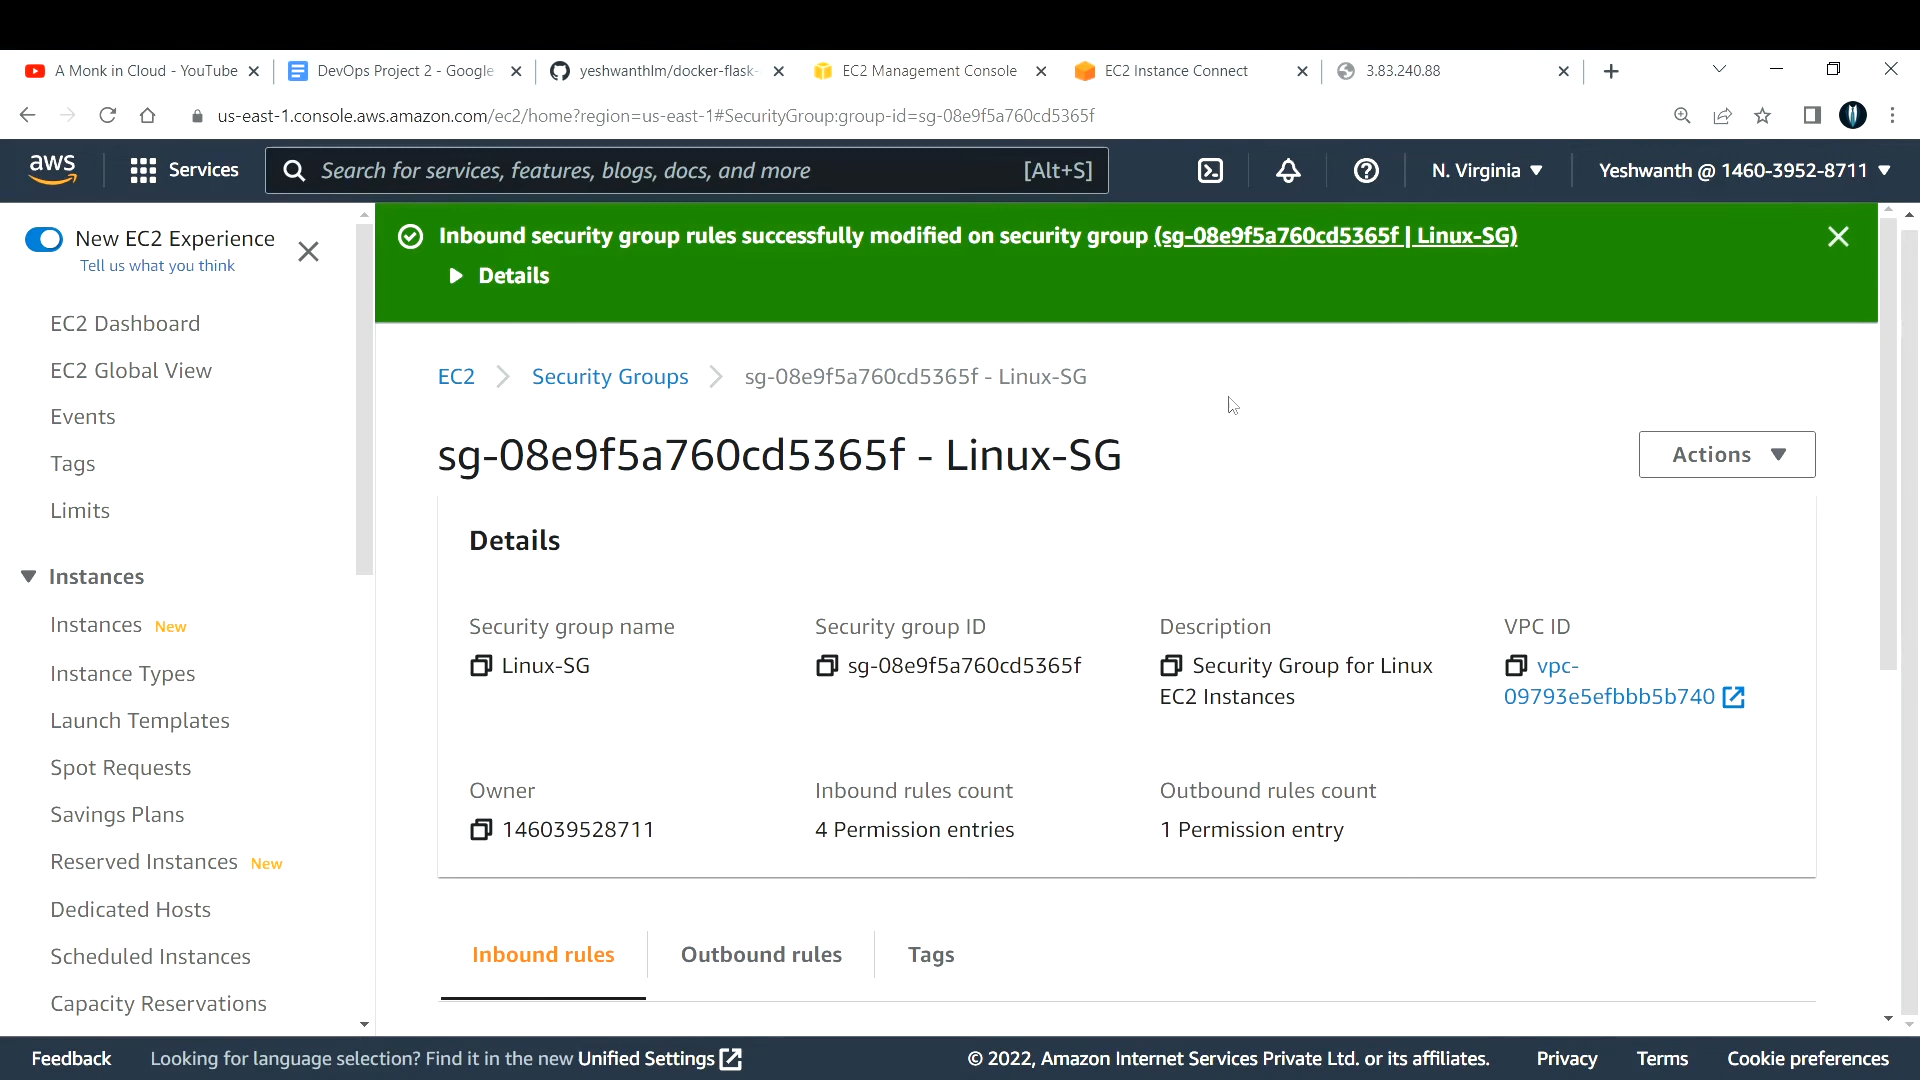 A Monk in Cloud - YouTube
DevOps Project 2 - Google
yeshwanthlm/docker-flask-
EC2 Management Console
EC2 Instance Connect
3.83.240.88
us-east-1.console.aws.amazon.com/ec2/home?region=us-east-1#SecurityGroup:group-id=sg-08e9f5a760cd5365f
aws
Services
Search for services, features, blogs, docs, and more
[Alt+S]
N. Virginia
Yeshwanth @ 1460-3952-8711
New EC2 Experience
Tell us what you think
EC2 Dashboard
EC2 Global View
Events
Tags
Limits
Instances
Instances New
Instance Types
Launch Templates
Spot Requests
Savings Plans
Reserved Instances New
Dedicated Hosts
Scheduled Instances
Capacity Reservations
Inbound security group rules successfully modified on security group (sg-08e9f5a760cd5365f | Linux-SG)
Details
EC2
Security Groups
sg-08e9f5a760cd5365f - Linux-SG
sg-08e9f5a760cd5365f - Linux-SG
Actions
Details
Security group name
Linux-SG
Security group ID
sg-08e9f5a760cd5365f
Description
Security Group for Linux
EC2 Instances
VPC ID
vpc-
09793e5efbbb5b740
Owner
146039528711
Inbound rules count
4 Permission entries
Outbound rules count
1 Permission entry
Inbound rules
Outbound rules
Tags
Feedback
Looking for language selection? Find it in the new Unified Settings
© 2022, Amazon Internet Services Private Ltd. or its affiliates.
Privacy
Terms
Cookie preferences